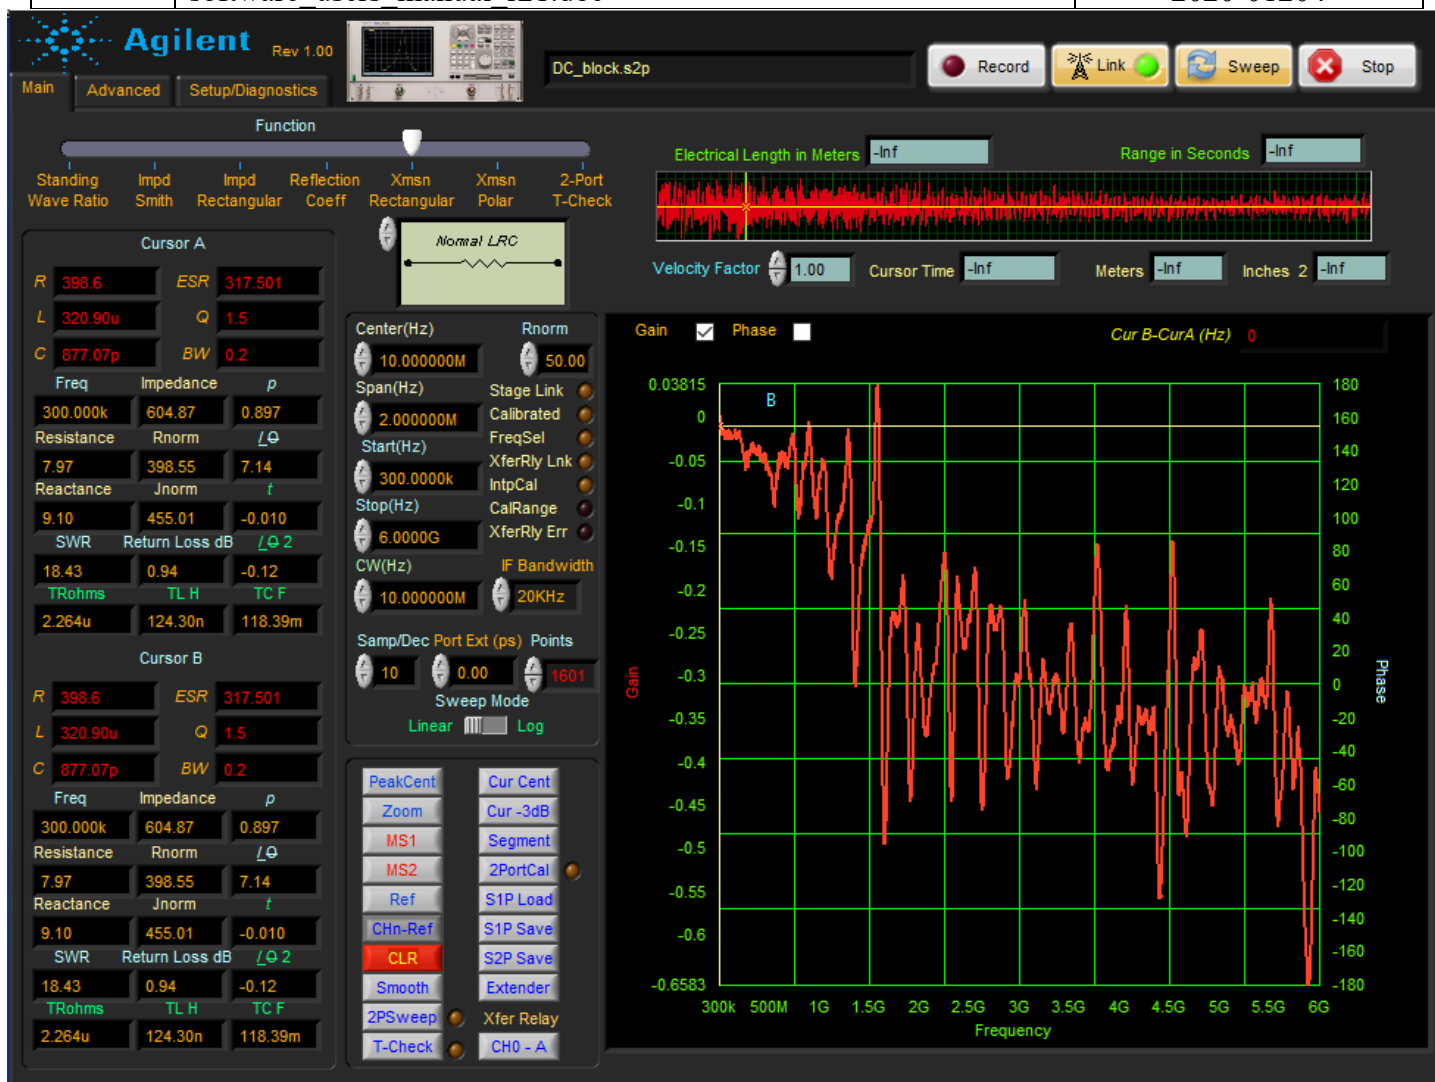 software_users_manual_r21.doc 2020-01204
Agilent Rev 1.00
DC_block.s2p
Record Link Sweep Stop
Main Advanced Setup/Diagnostics
Function
Standing Wave Ratio
Impd Smith
Impd Rectangular
Reflection Coeff
Xmsn Rectangular
Xmsn Polar
2-Port T-Check
Electrical Length in Meters -Inf Range in Seconds -Inf
Velocity Factor 1.00 Cursor Time -Inf Meters -Inf Inches 2 -Inf
Normal LRC
Cursor A
R 398.6 ESR 317.501
L 320.90u Q 1.5
C 877.07p BW 0.2
Freq Impedance p
300.000k 604.87 0.897
Resistance Rnorm /Θ
7.97 398.55 7.14
Reactance Jnorm t
9.10 455.01 -0.010
SWR Return Loss dB /Θ 2
18.43 0.94 -0.12
TRohms TL H TC F
2.264u 124.30n 118.39m
Cursor B
R 398.6 ESR 317.501
L 320.90u Q 1.5
C 877.07p BW 0.2
Freq Impedance p
300.000k 604.87 0.897
Resistance Rnorm /Θ
7.97 398.55 7.14
Reactance Jnorm t
9.10 455.01 -0.010
SWR Return Loss dB /Θ 2
18.43 0.94 -0.12
TRohms TL H TC F
2.264u 124.30n 118.39m
Center(Hz) Rnorm
10.000000M 50.00
Span(Hz) Stage Link
2.000000M Calibrated
Start(Hz) FreqSel
300.0000k XferRly Lnk
IntpCal
Stop(Hz) CalRange
6.0000G XferRly Err
CW(Hz) IF Bandwidth
10.000000M 20KHz
Samp/Dec Port Ext (ps) Points
10 0.00 1601
Sweep Mode
Linear Log
PeakCent Cur Cent
Zoom Cur -3dB
MS1 Segment
MS2 2PortCal
Ref S1P Load
CHn-Ref S1P Save
CLR S2P Save
Smooth Extender
2PSweep Xfer Relay
T-Check CH0 - A
Gain Phase Cur B-CurA (Hz) 0
B
0.03815
0
-0.05
-0.1
-0.15
-0.2
-0.25
-0.3
-0.35
-0.4
-0.45
-0.5
-0.55
-0.6
-0.6583
Gain
180
160
140
120
100
80
60
40
20
0
-20
-40
-60
-80
-100
-120
-140
-160
-180
Phase
300k 500M 1G 1.5G 2G 2.5G 3G 3.5G 4G 4.5G 5G 5.5G 6G
Frequency